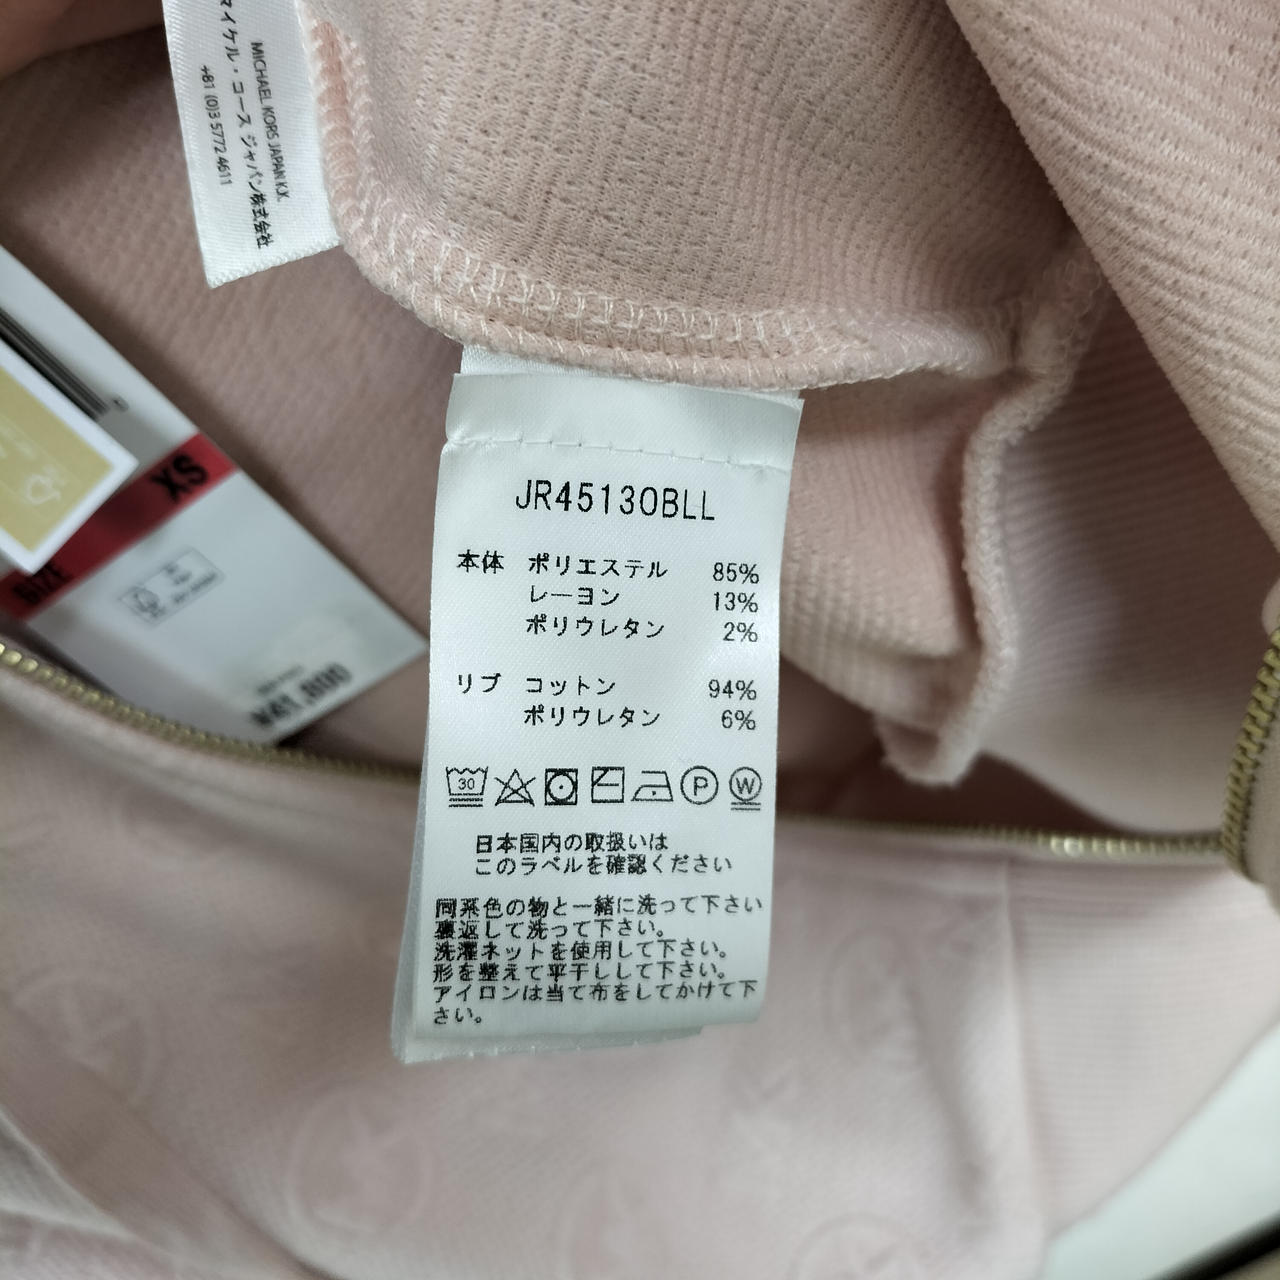 マイケル・コース ジャパン株式会社
MICHAEL KORS JAPAN K.K.
+81 (0)3 5772 4611
XS
SIZE
¥41,800
JR45130BLL
本体 ポリエステル 85%
レーヨン 13%
ポリウレタン 2%
リブ コットン 94%
ポリウレタン 6%
30 P W
日本国内の取扱いは
このラベルを確認ください
同系色の物と一緒に洗って下さい
裏返して洗って下さい。
洗濯ネットを使用して下さい。
形を整えて平干しして下さい。
アイロンは当て布をしてかけて下
さい。